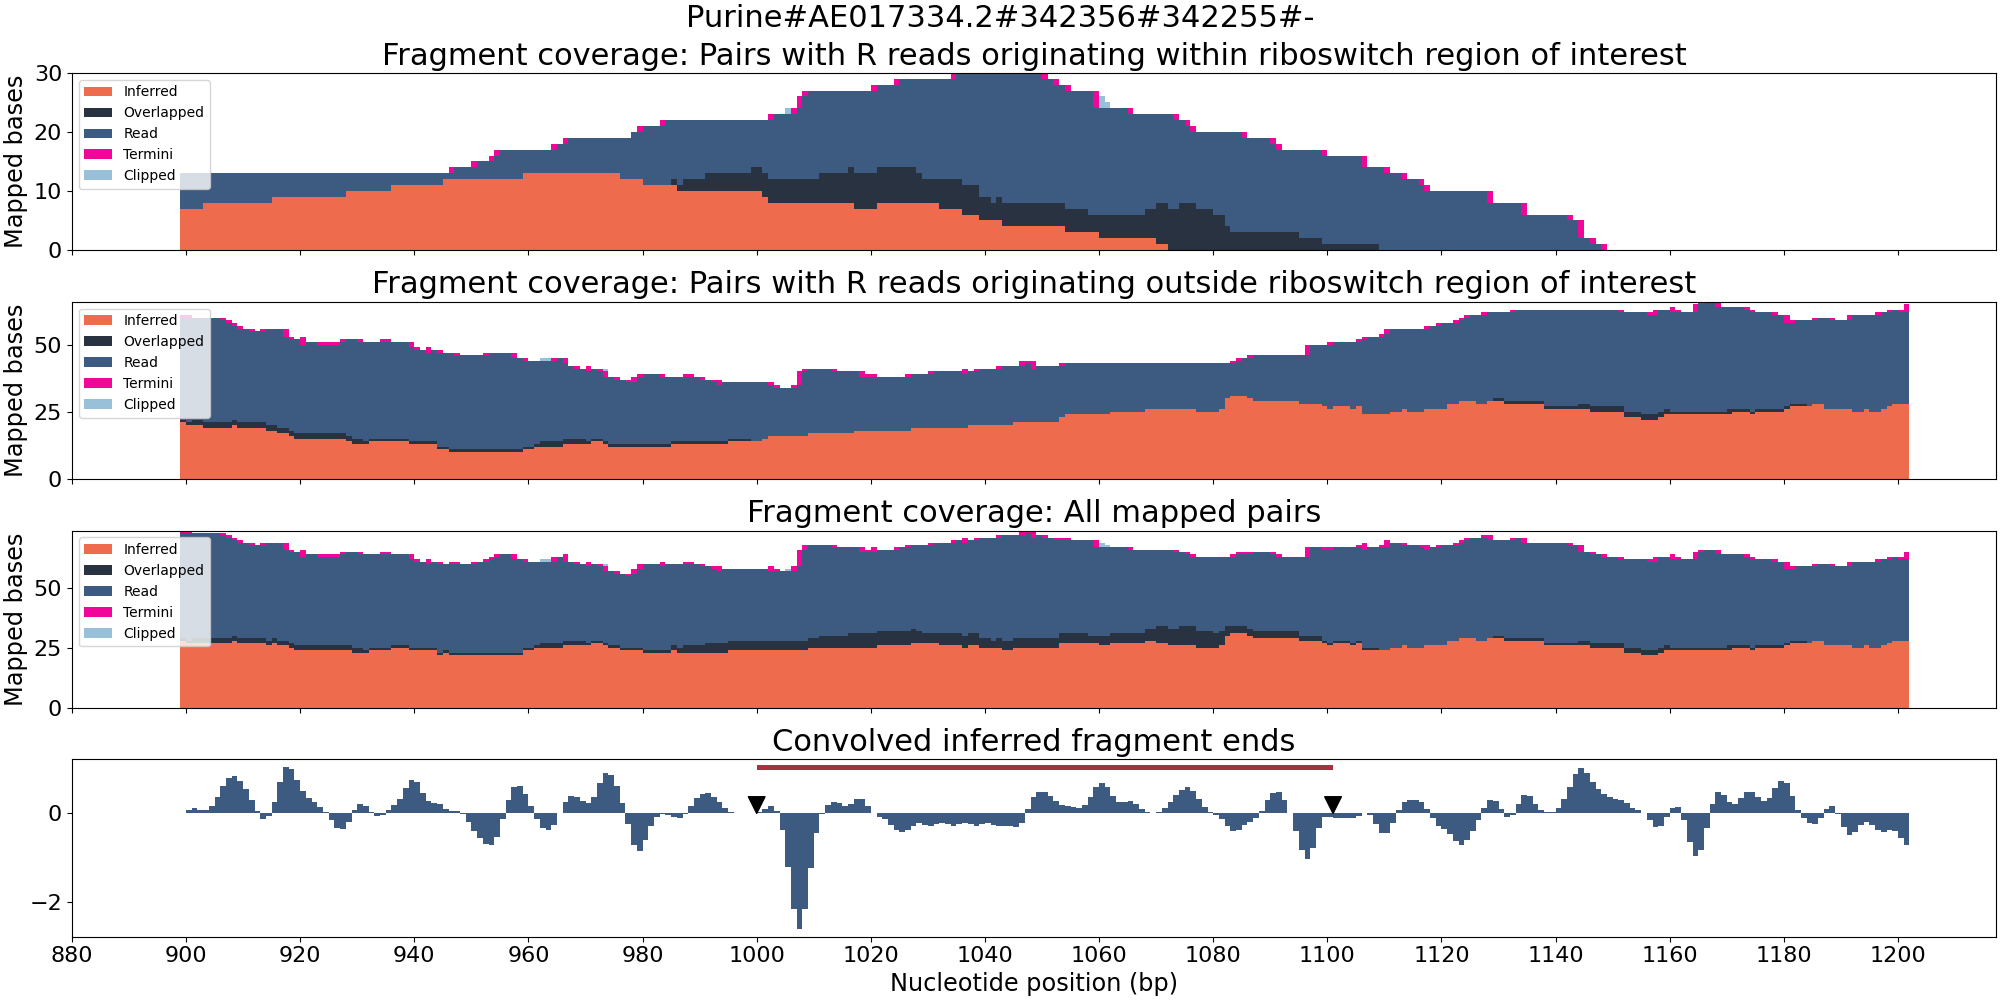 Purine#AE017334.2#342356#342255#-
Fragment coverage: Pairs with R reads originating within riboswitch region of interest
Mapped bases
30
20
10
0
Inferred
Overlapped
Read
Termini
Clipped
Fragment coverage: Pairs with R reads originating outside riboswitch region of interest
Mapped bases
50
25
0
Inferred
Overlapped
Read
Termini
Clipped
Fragment coverage: All mapped pairs
Mapped bases
50
25
0
Inferred
Overlapped
Read
Termini
Clipped
Convolved inferred fragment ends
0
−2
880 900 920 940 960 980 1000 1020 1040 1060 1080 1100 1120 1140 1160 1180 1200
Nucleotide position (bp)